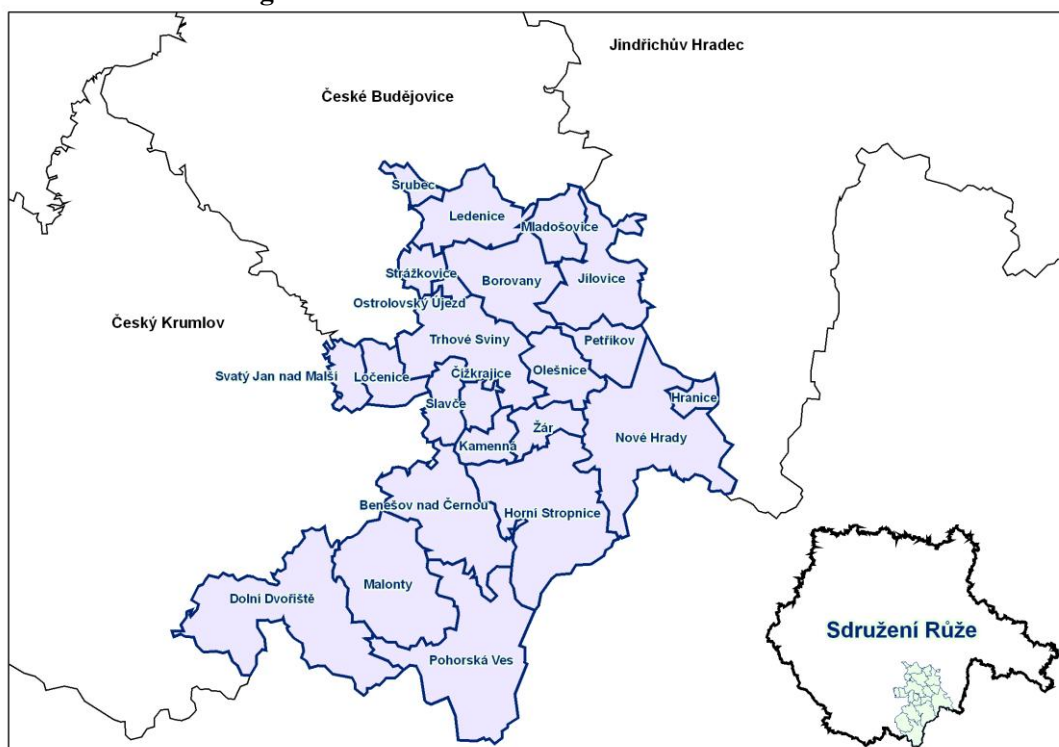 Jindřichův Hradec
České Budějovice
Srubec
Ledenice
Mladošovice
Strážkovice
Borovany
Jílovice
Ostrolovský Újezd
Český Krumlov
Trhové Sviny
Petříkov
Svatý Jan nad Malší
Ločenice
Čížkrajice
Olešnice
Hranice
Slavče
Žár
Nové Hrady
Kamenná
Benešov nad Černou
Horní Stropnice
Malonty
Dolní Dvořiště
Sdružení Růže
Pohorská Ves